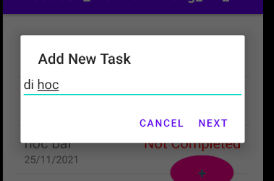 Add New Task
di hoc
CANCEL NEXT
hoc bai Not Completed
25/11/2021